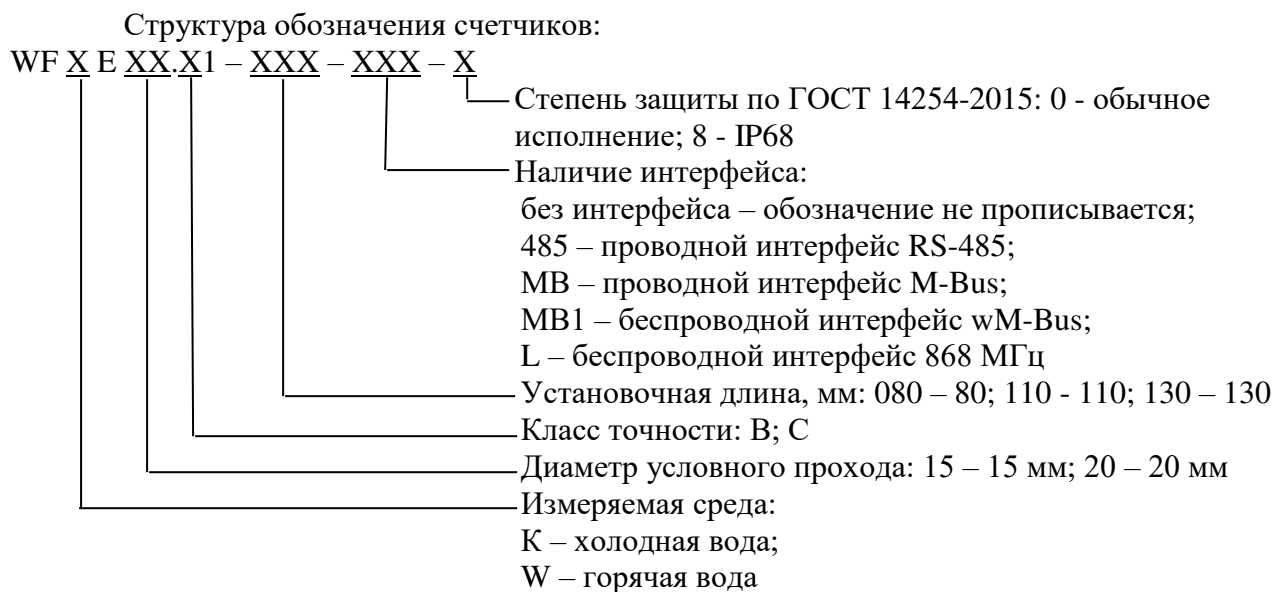 Структура обозначения счетчиков:
WF X E XX.X1 – XXX – XXX – X
Степень защиты по ГОСТ 14254-2015: 0 - обычное
исполнение; 8 - IP68
Наличие интерфейса:
без интерфейса – обозначение не прописывается;
485 – проводной интерфейс RS-485;
MB – проводной интерфейс M-Bus;
MB1 – беспроводной интерфейс wM-Bus;
L – беспроводной интерфейс 868 МГц
Установочная длина, мм: 080 – 80; 110 - 110; 130 – 130
Класс точности: B; C
Диаметр условного прохода: 15 – 15 мм; 20 – 20 мм
Измеряемая среда:
К – холодная вода;
W – горячая вода